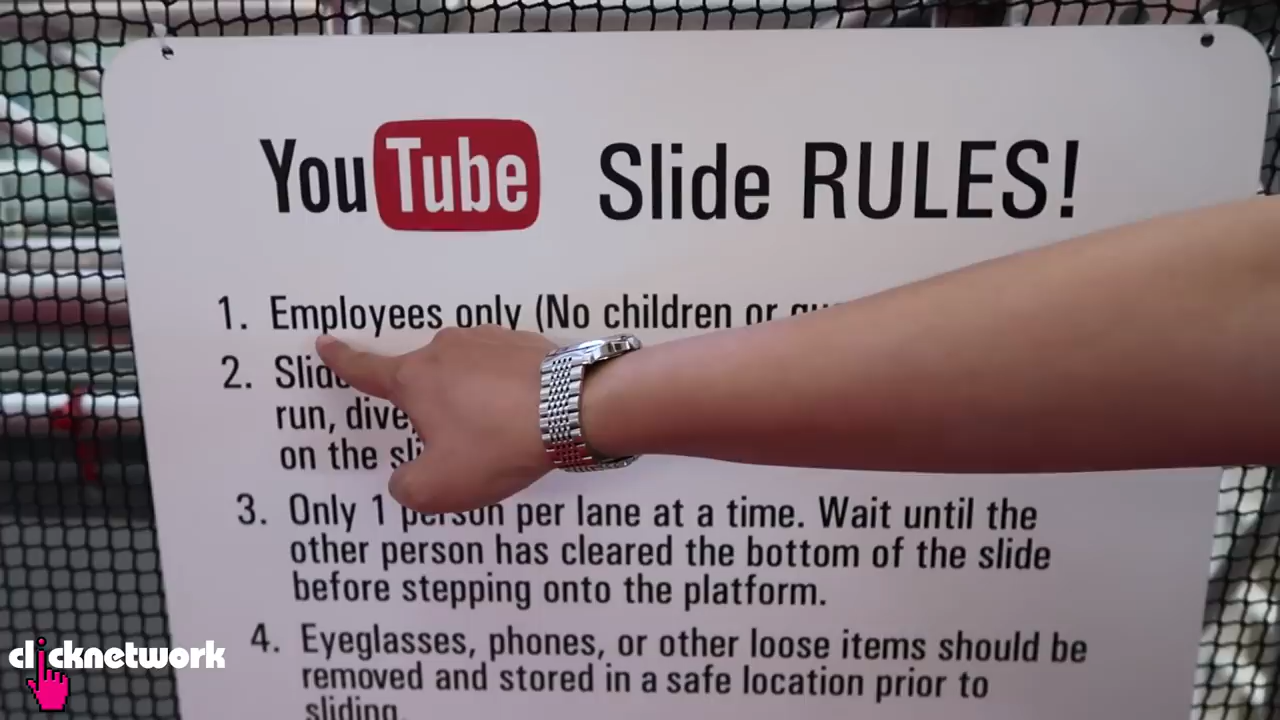 YouTube Slide RULES!
1. Employees only (No children or
2. Slide
run, dive,
on the
3. Only 1 person per lane at a time. Wait until the
other person has cleared the bottom of the slide
before stepping onto the platform.
4. Eyeglasses, phones, or other loose items should be
removed and stored in a safe location prior to
sliding.
clicknetwork